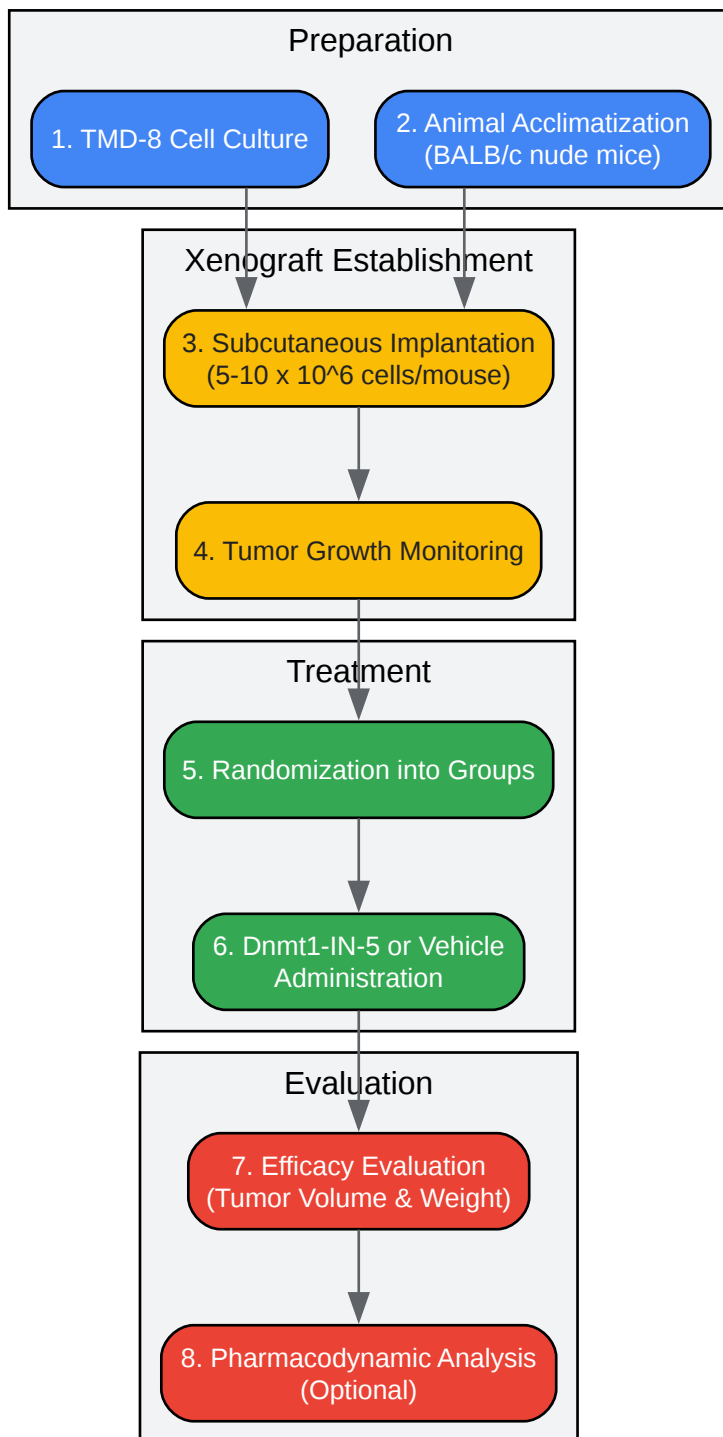 Preparation
1. TMD-8 Cell Culture
2. Animal Acclimatization
(BALB/c nude mice)
Xenograft Establishment
3. Subcutaneous Implantation
(5-10 x 10^6 cells/mouse)
4. Tumor Growth Monitoring
Treatment
5. Randomization into Groups
6. Dnmt1-IN-5 or Vehicle
Administration
Evaluation
7. Efficacy Evaluation
(Tumor Volume & Weight)
8. Pharmacodynamic Analysis
(Optional)